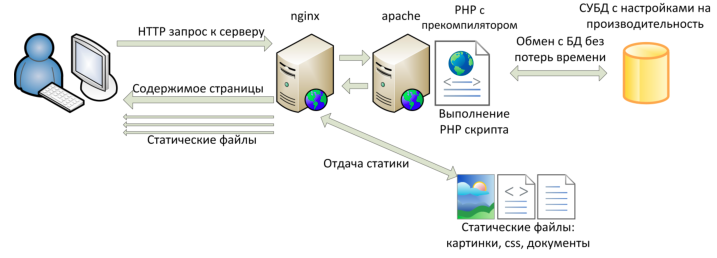 nginx
apache
PHP с
прекомпилятором
СУБД с настройками на
производительность
HTTP запрос к серверу
Обмен с БД без
потерь времени
Содержимое страницы
Выполнение
PHP скрипта
Статические файлы
Отдача статики
Статические файлы:
картинки, css, документы